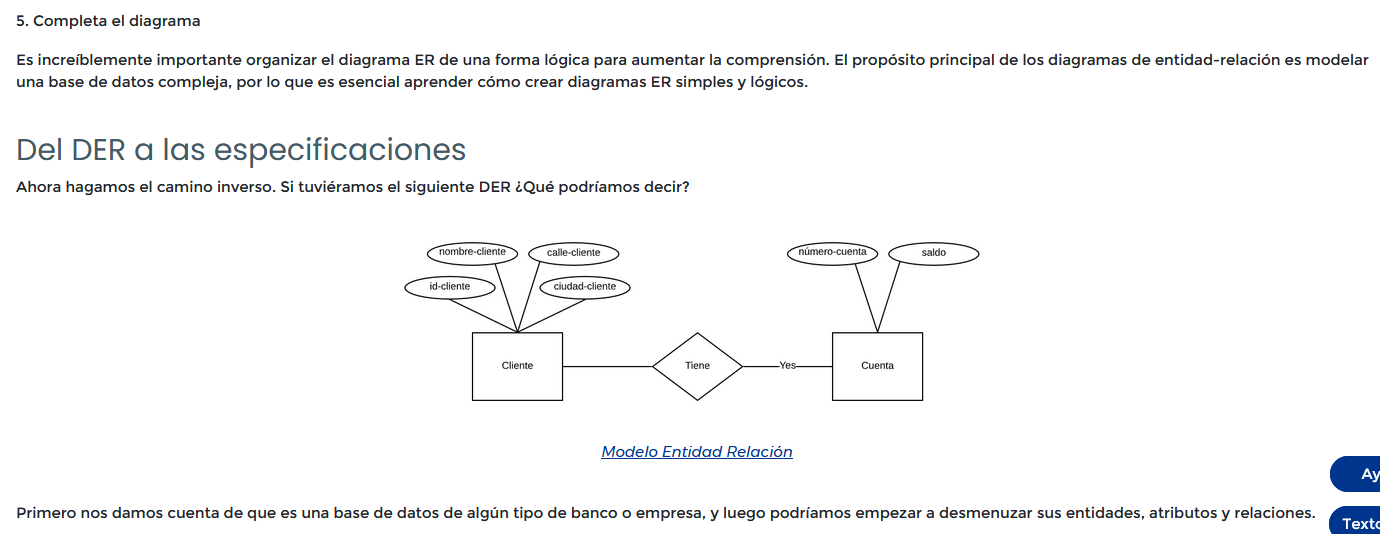 5. Completa el diagrama
Es increíblemente importante organizar el diagrama ER de una forma lógica para aumentar la comprensión. El propósito principal de los diagramas de entidad-relación es modelar
una base de datos compleja, por lo que es esencial aprender cómo crear diagramas ER simples y lógicos.
Del DER a las especificaciones
Ahora hagamos el camino inverso. Si tuviéramos el siguiente DER ¿Qué podríamos decir?
nombre-cliente calle-cliente número-cuenta saldo
id-cliente ciudad-cliente
Cliente Tiene Yes Cuenta
Modelo Entidad Relación
Ay
Primero nos damos cuenta de que es una base de datos de algún tipo de banco o empresa, y luego podríamos empezar a desmenuzar sus entidades, atributos y relaciones.